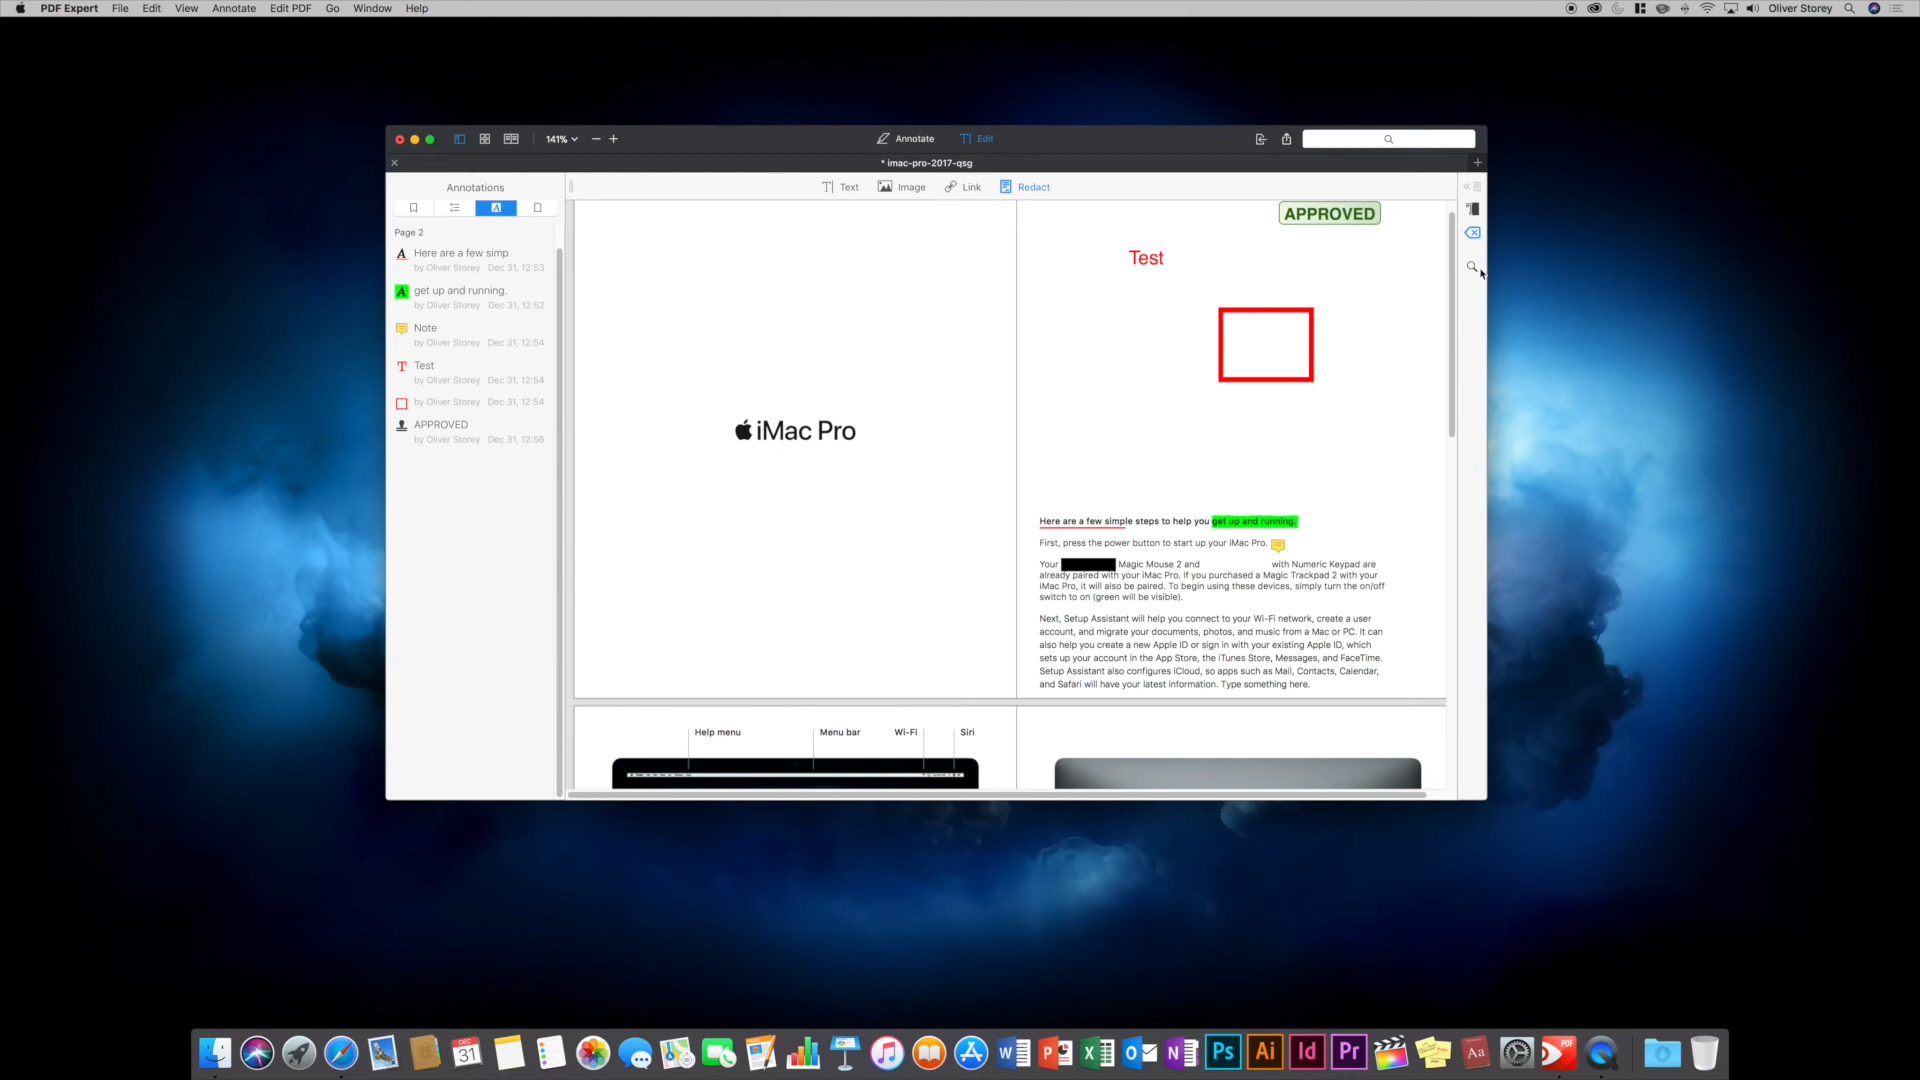 PDF Expert File Edit View Annotate Edit PDF Go Window Help
Oliver Storey
141%
Annotate
Edit
* imac-pro-2017-qsg
Annotations
Text
Image
Link
Redact
Page 2
Here are a few simp
by Oliver Storey Dec 31, 12:53
get up and running.
by Oliver Storey Dec 31, 12:52
Note
by Oliver Storey Dec 31, 12:54
Test
by Oliver Storey Dec 31, 12:54
by Oliver Storey Dec 31, 12:54
APPROVED
by Oliver Storey Dec 31, 12:56
iMac Pro
APPROVED
Test
Here are a few simple steps to help you get up and running.
First, press the power button to start up your iMac Pro.
Your Magic Mouse 2 and with Numeric Keypad are
already paired with your iMac Pro. If you purchased a Magic Trackpad 2 with your
iMac Pro, it will also be paired. To begin using these devices, simply turn the on/off
switch to on (green will be visible).
Next, Setup Assistant will help you connect to your Wi-Fi network, create a user
account, and migrate your documents, photos, and music from a Mac or PC. It can
also help you create a new Apple ID or sign in with your existing Apple ID, which
sets up your account in the App Store, the iTunes Store, Messages, and FaceTime.
Setup Assistant also configures iCloud, so apps such as Mail, Contacts, Calendar,
and Safari will have your latest information. Type something here.
Help menu
Menu bar
Wi-Fi
Siri
DEC
31
W
P
X
O
N
Ps
Ai
Id
Pr
Aa
PDF